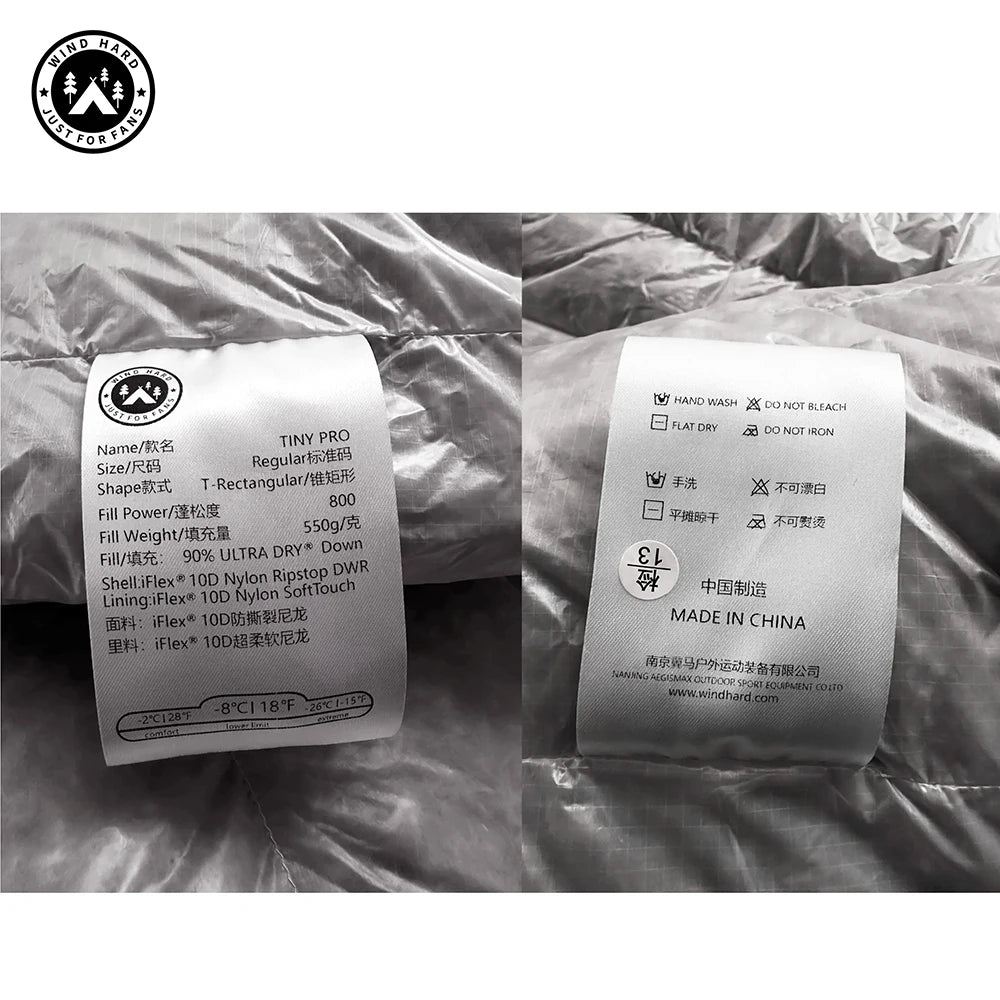 WIND HARD
JUST FOR FANS
WIND HARD
JUST FOR FANS
Name/款名 TINY PRO
Size/尺码 Regular标准码
Shape款式 T-Rectangular/锥矩形
Fill Power/蓬松度 800
Fill Weight/填充量 550g/克
Fill/填充: 90% ULTRA DRY® Down
Shell:iFlex® 10D Nylon Ripstop DWR
Lining:iFlex® 10D Nylon SoftTouch
面料: iFlex® 10D防撕裂尼龙
里料: iFlex® 10D超柔软尼龙
-2°C|28°F -8°C|18°F -26°C|-15°F
comfort lower limit extreme
HAND WASH DO NOT BLEACH
FLAT DRY DO NOT IRON
手洗 不可漂白
平摊晾干 不可熨烫
检
13
中国制造
MADE IN CHINA
南京翼马户外运动装备有限公司
NANJING AEGISMAX OUTDOOR SPORT EQUIPMENT CO LTD
www.windhard.com